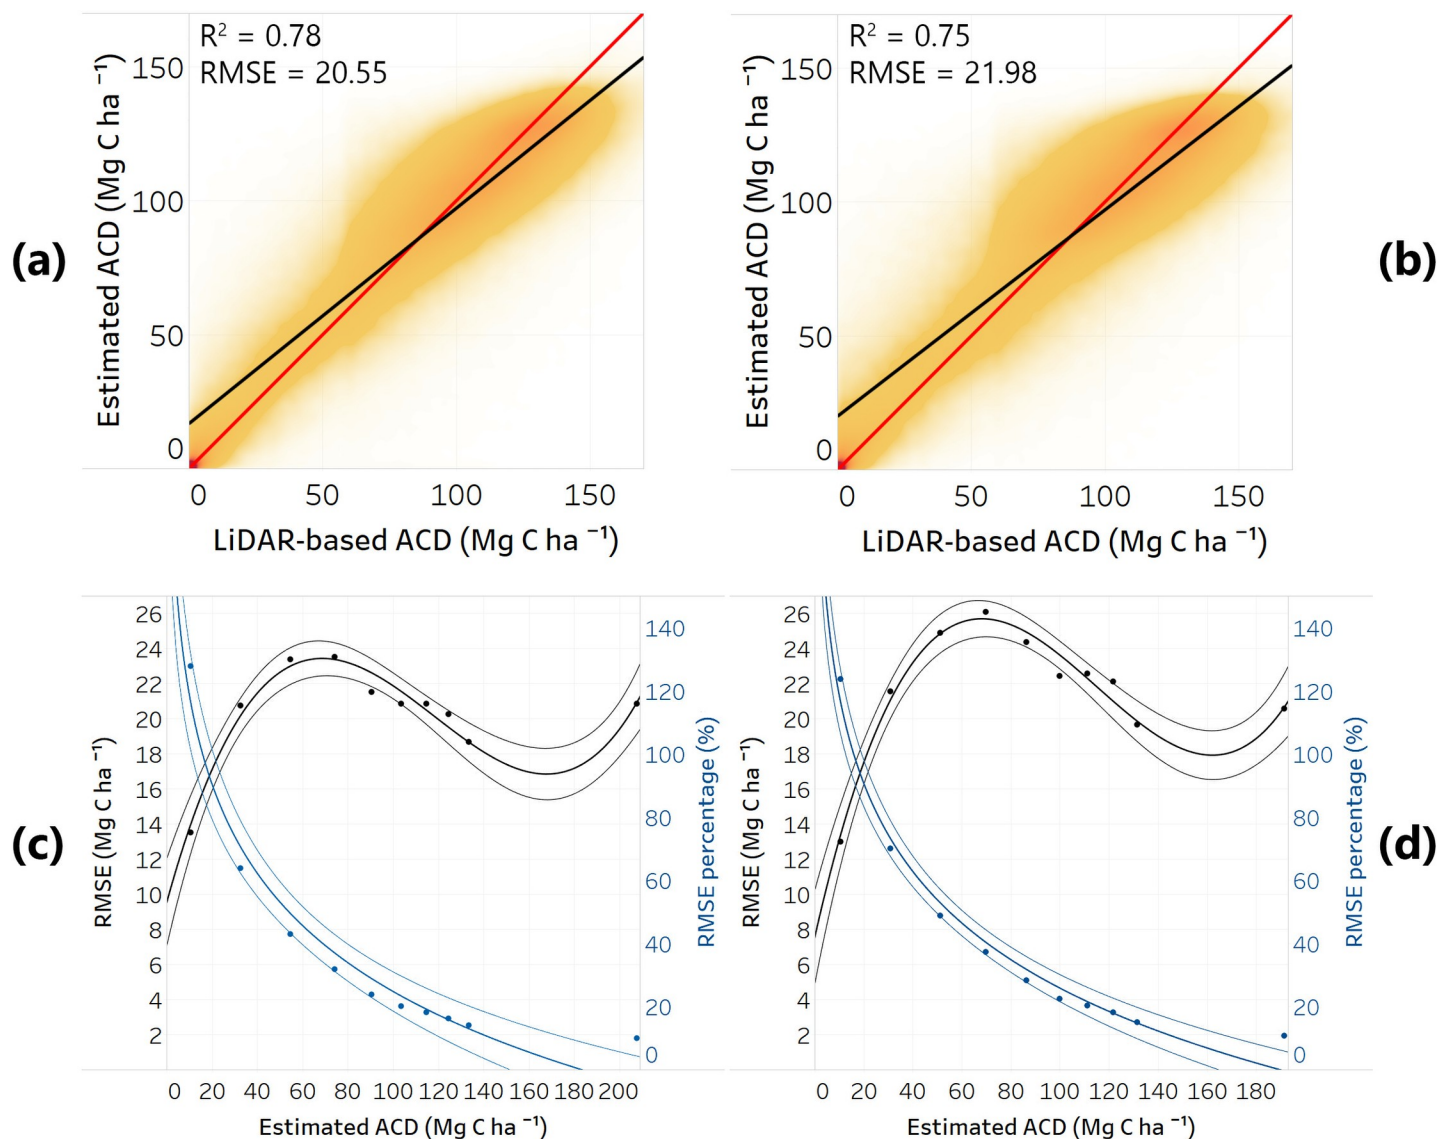 R² = 0.78
RMSE = 20.55
150
100
50
0
Estimated ACD (Mg C ha ⁻¹)
0 50 100 150
LiDAR-based ACD (Mg C ha ⁻¹)
(a)
R² = 0.75
RMSE = 21.98
150
100
50
0
Estimated ACD (Mg C ha ⁻¹)
0 50 100 150
LiDAR-based ACD (Mg C ha ⁻¹)
(b)
26
24
22
20
18
16
14
12
10
8
6
4
2
RMSE (Mg C ha ⁻¹)
140
120
100
80
60
40
20
0
RMSE percentage (%)
0 20 40 60 80 100 120 140 160 180 200
Estimated ACD (Mg C ha ⁻¹)
(c)
26
24
22
20
18
16
14
12
10
8
6
4
2
RMSE (Mg C ha ⁻¹)
140
120
100
80
60
40
20
0
RMSE percentage (%)
0 20 40 60 80 100 120 140 160 180
Estimated ACD (Mg C ha ⁻¹)
(d)